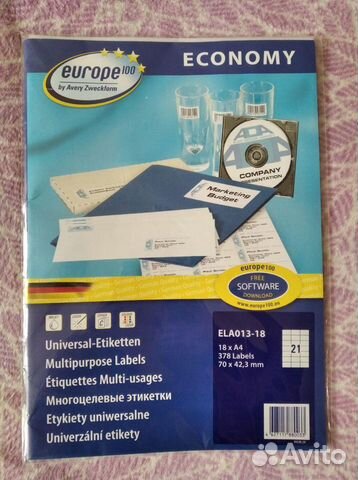 ECONOMY
europe100
by Avery Zweckform
COMPANY
PRESENTATION
Marketing
Budget
europe100
FREE
SOFTWARE
DOWNLOAD
www.europe100.eu
ELA013-18
18 x A4
378 Labels
70 x 42,3 mm
21
Universal-Etiketten
Multipurpose Labels
Étiquettes Multi-usages
Многоцелевые этикетки
Etykiety uniwersalne
Univerzální etikety
Avito